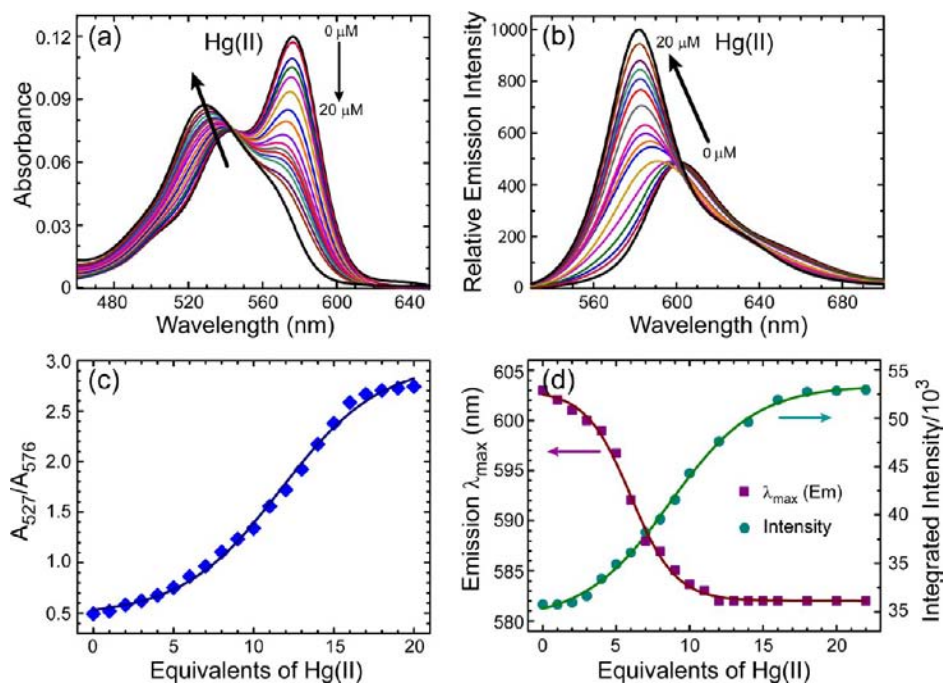 (a)
Hg(II)
0 μM
20 μM
0.12
0.09
0.06
0.03
0
Absorbance
480 520 560 600 640
Wavelength (nm)
(b)
20 μM
Hg(II)
0 μM
1000
800
600
400
200
0
Relative Emission Intensity
560 600 640 680
Wavelength (nm)
(c)
3.0
2.5
2.0
1.5
1.0
0.5
A527/A576
0 5 10 15 20
Equivalents of Hg(II)
(d)
605
600
595
590
585
580
Emission λmax (nm)
λmax (Em)
Intensity
53
50
45
40
35
Integrated Intensity/10³
0 5 10 15 20
Equivalents of Hg(II)